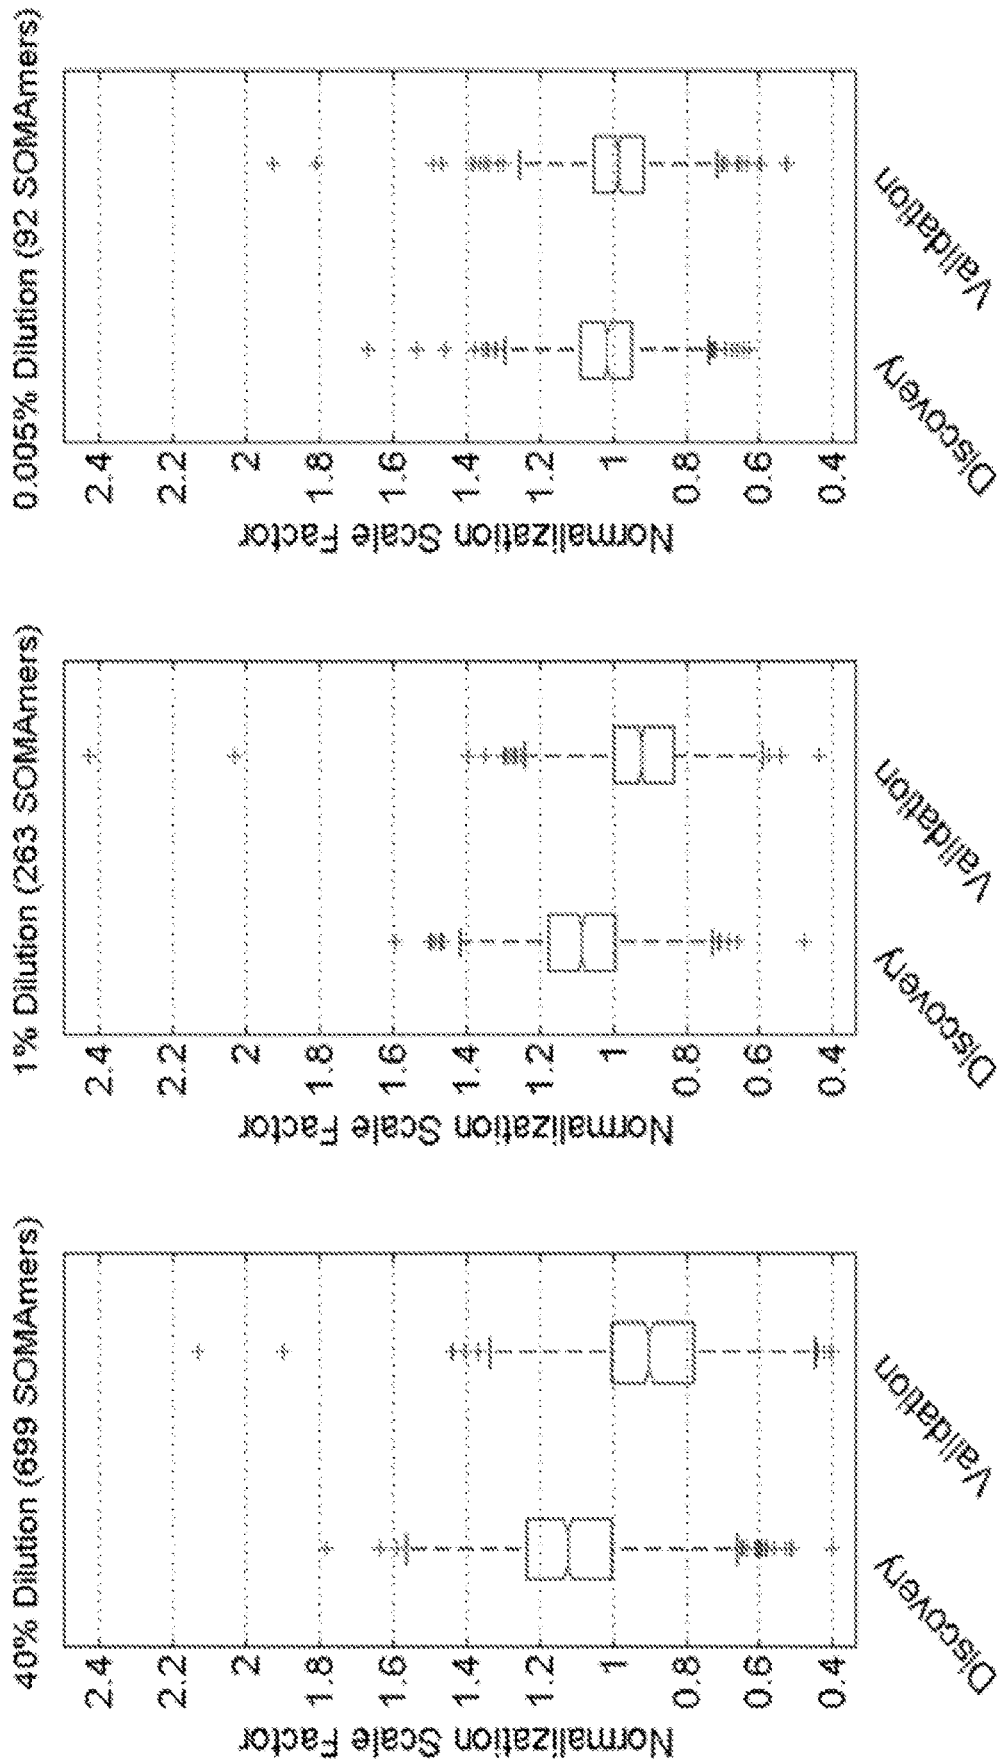 40% Dilution (699 SOMAmers)
Normalization Scale Factor
2.4
2.2
2
1.8
1.6
1.4
1.2
1
0.8
0.6
0.4
Discovery
Validation
1% Dilution (263 SOMAmers)
Normalization Scale Factor
2.4
2.2
2
1.8
1.6
1.4
1.2
1
0.8
0.6
0.4
Discovery
Validation
0.005% Dilution (92 SOMAmers)
Normalization Scale Factor
2.4
2.2
2
1.8
1.6
1.4
1.2
1
0.8
0.6
0.4
Discovery
Validation